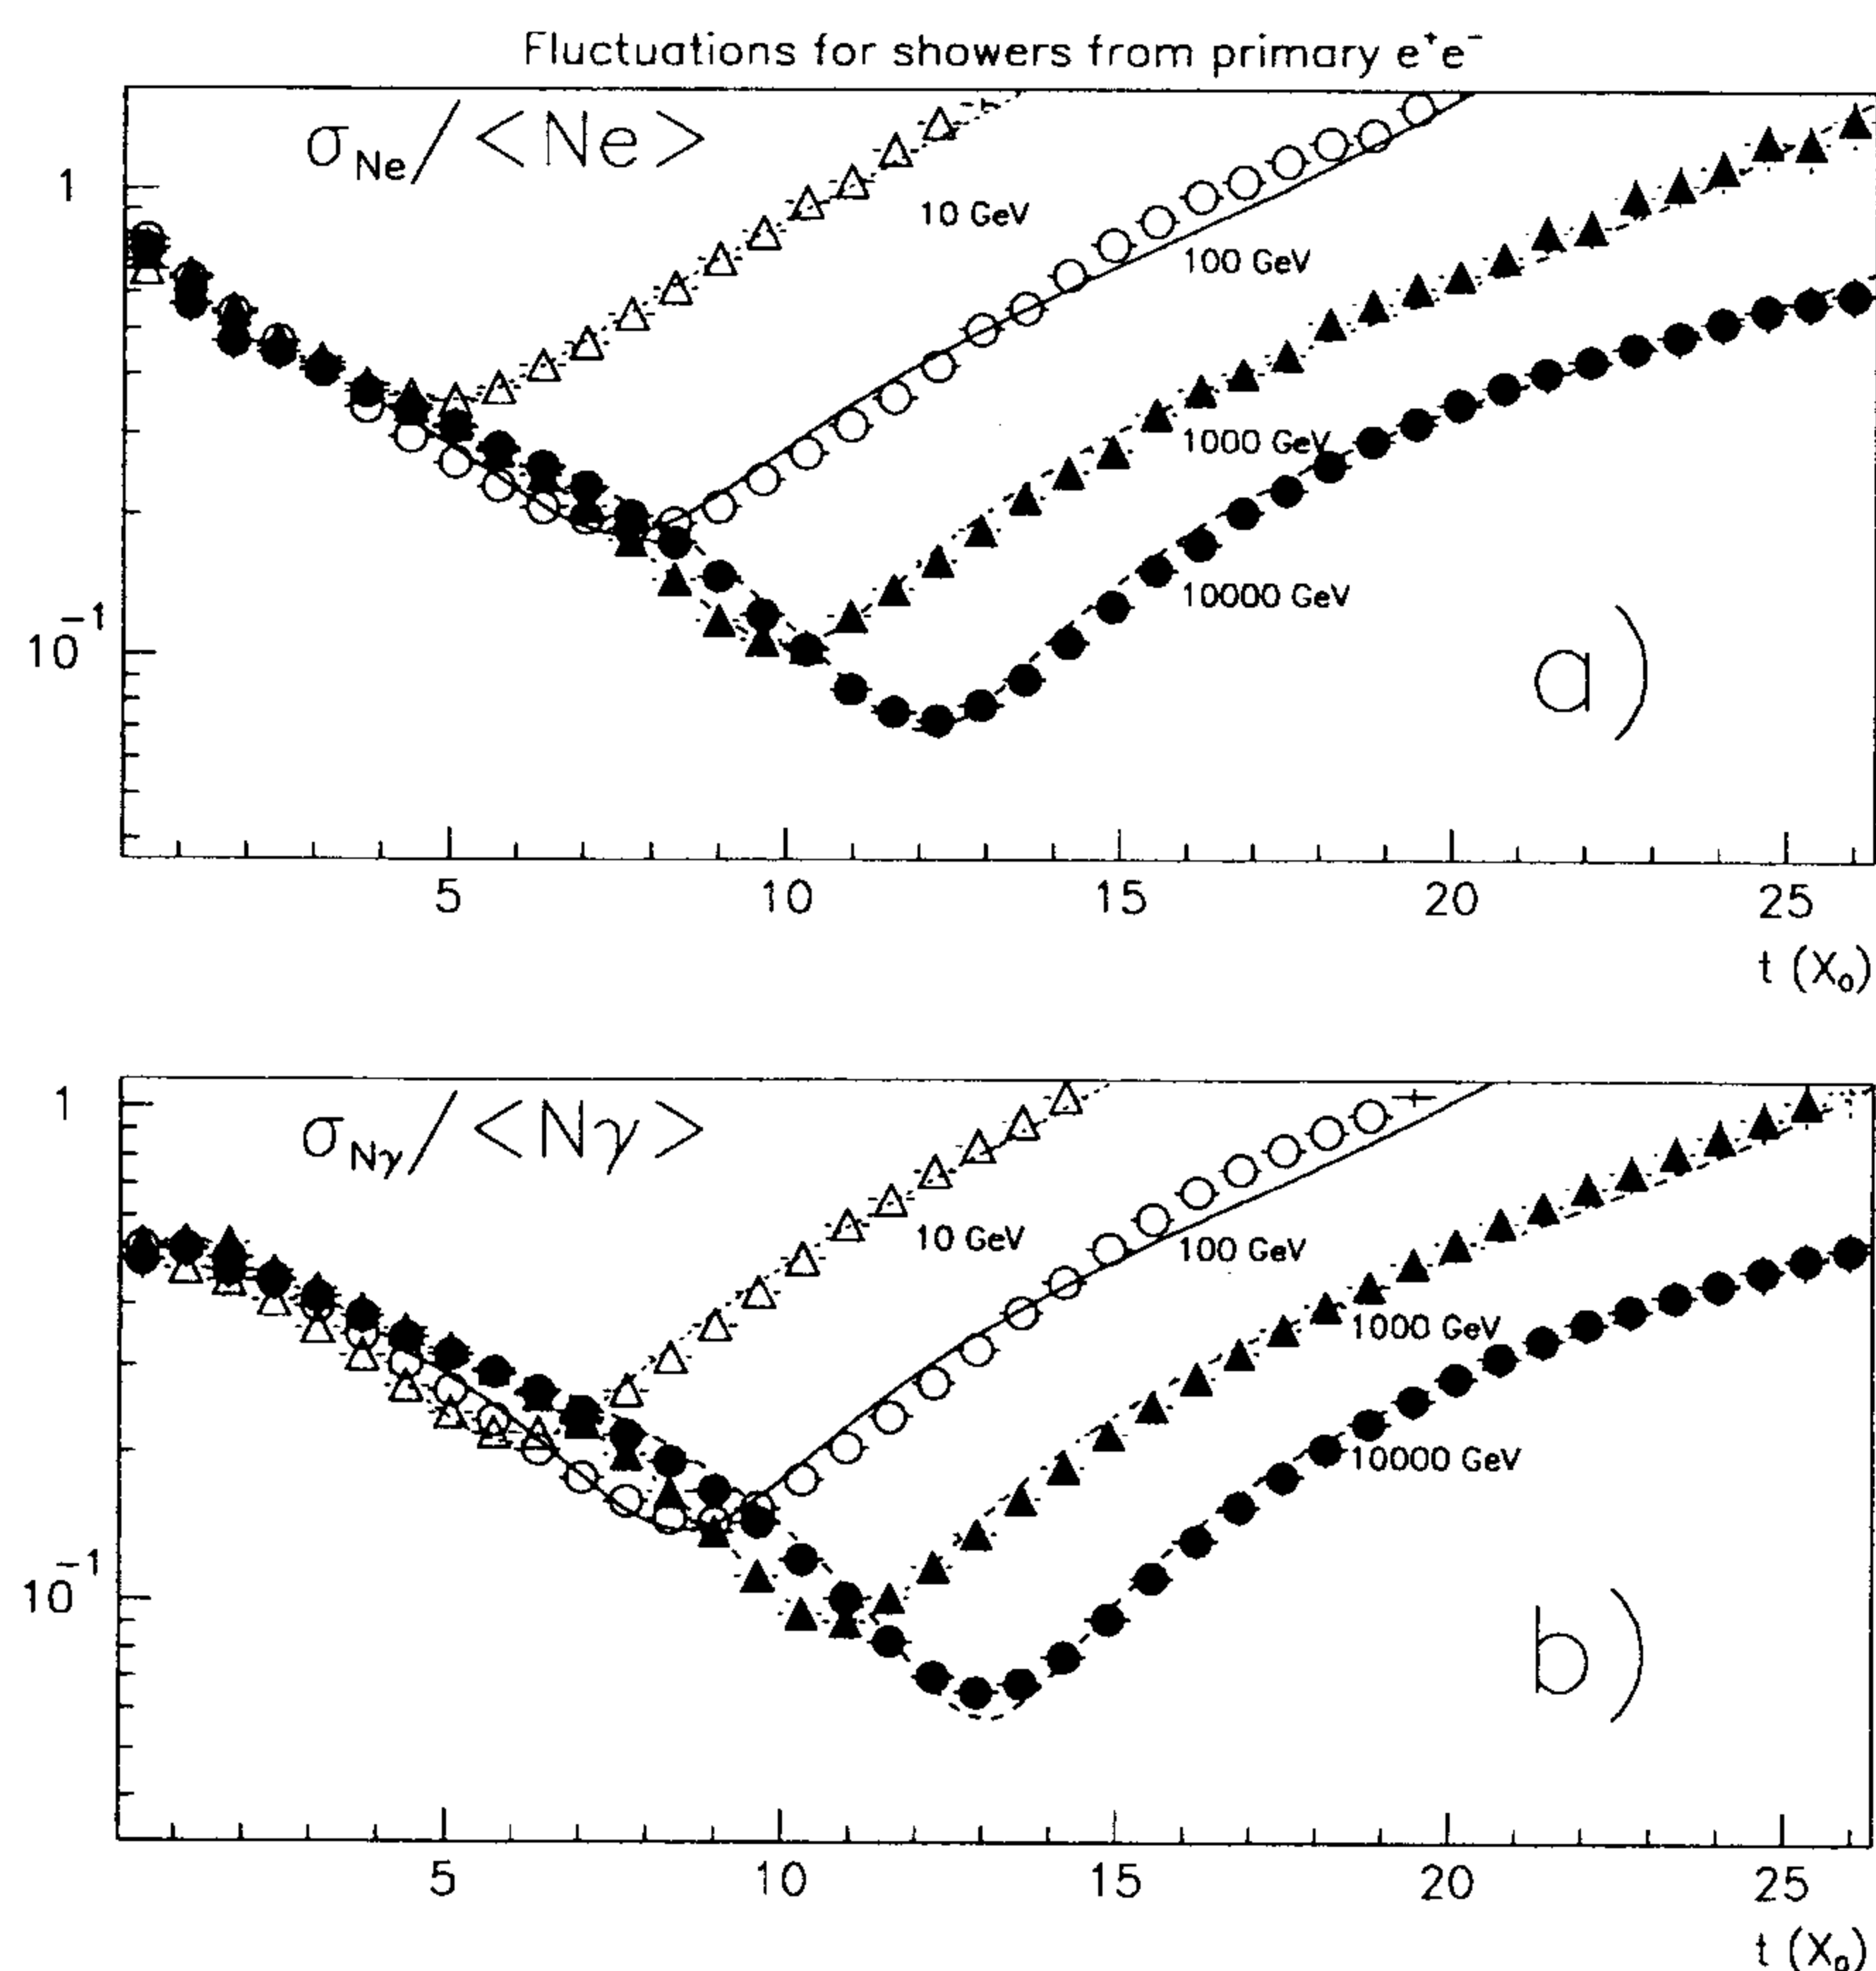 Fluctuations for showers from primary e⁺e⁻
σ_Ne/<Ne>
1
10 GeV
100 GeV
1000 GeV
10⁻¹
10000 GeV
a)
5 10 15 20 25
t (X₀)
1
σ_Nγ/<Nγ>
10 GeV
100 GeV
1000 GeV
10000 GeV
10⁻¹
b)
5 10 15 20 25
t (X₀)